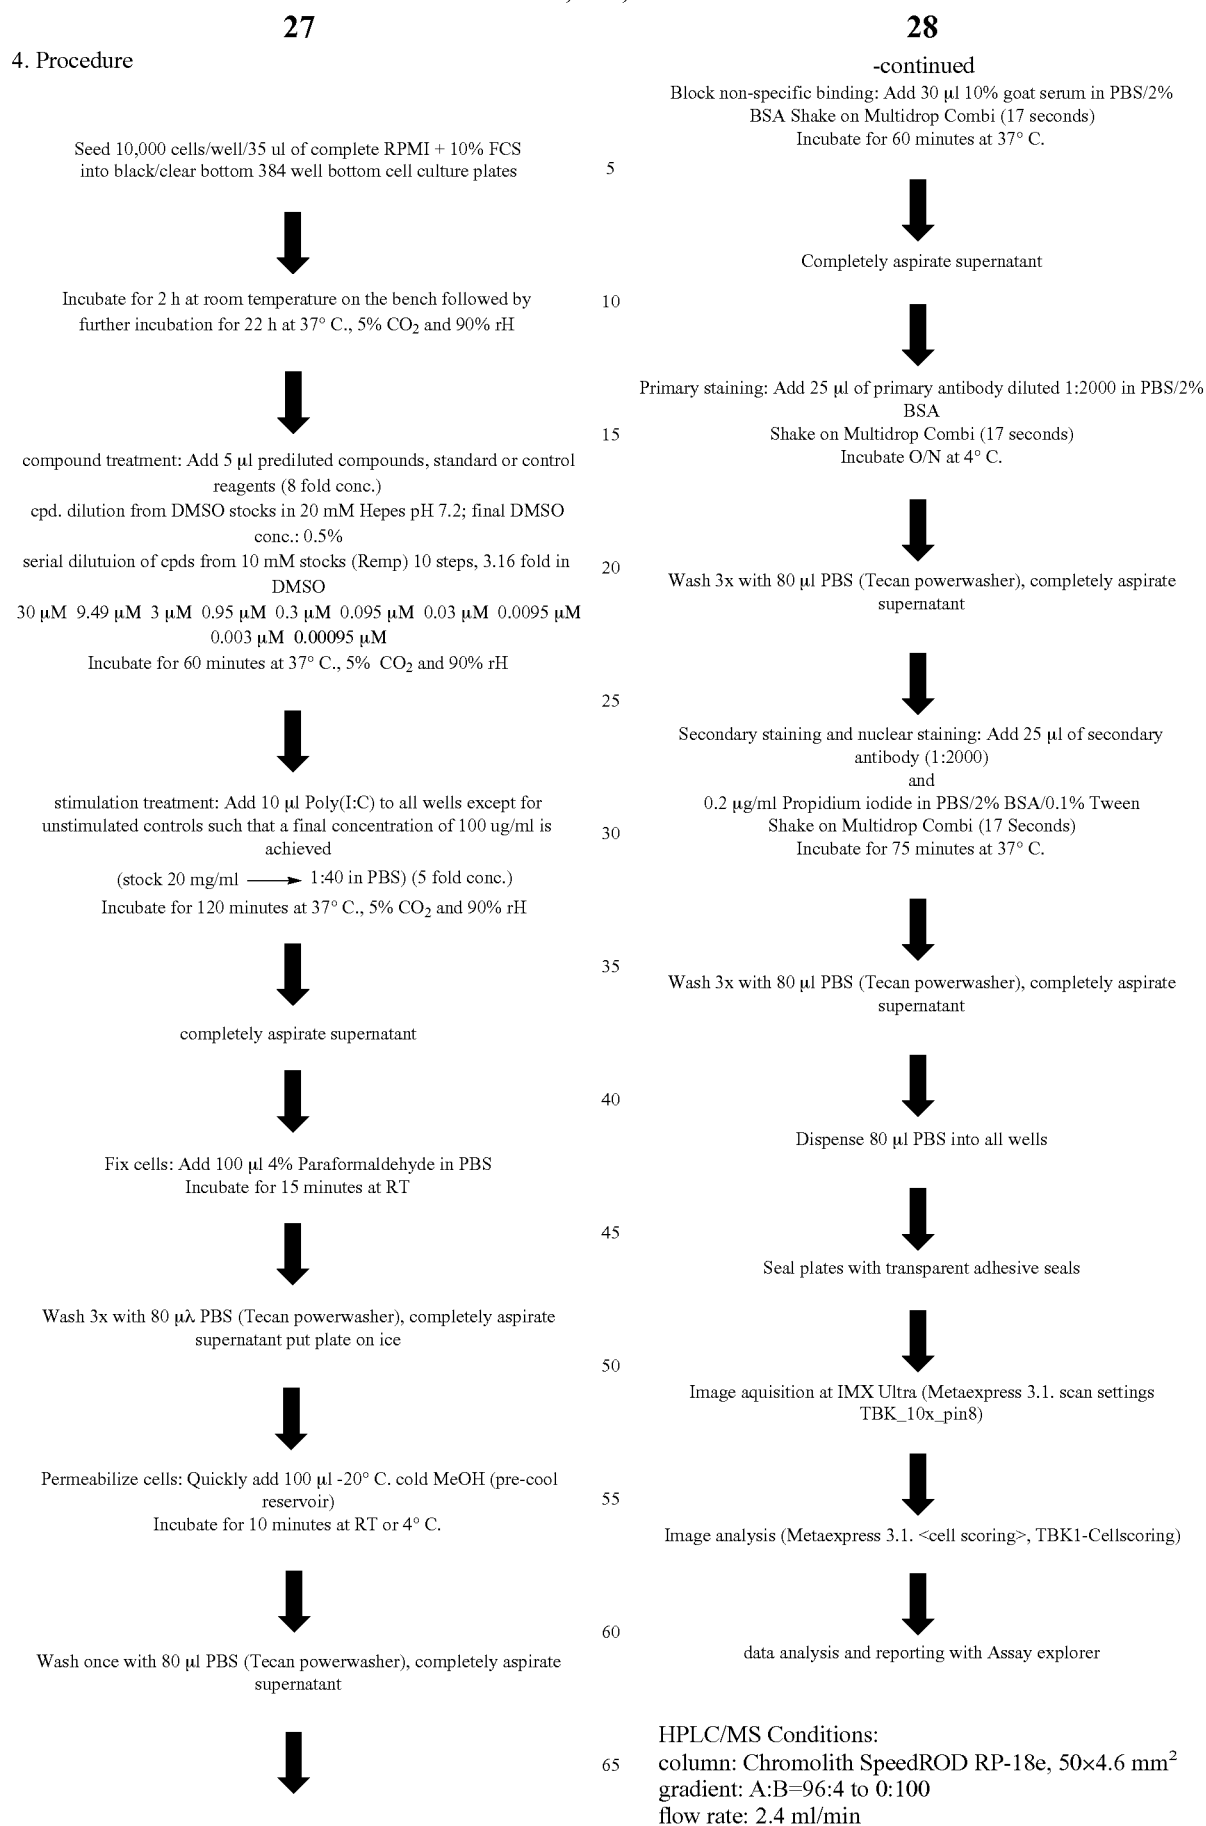 27
4. Procedure
Seed 10,000 cells/well/35 ul of complete RPMI + 10% FCS
into black/clear bottom 384 well bottom cell culture plates
Incubate for 2 h at room temperature on the bench followed by
further incubation for 22 h at 37° C., 5% CO2 and 90% rH
compound treatment: Add 5 µl prediluted compounds, standard or control
reagents (8 fold conc.)
cpd. dilution from DMSO stocks in 20 mM Hepes pH 7.2; final DMSO
conc.: 0.5%
serial dilutuion of cpds from 10 mM stocks (Remp) 10 steps, 3.16 fold in
DMSO
30 µM 9.49 µM 3 µM 0.95 µM 0.3 µM 0.095 µM 0.03 µM 0.0095 µM
0.003 µM 0.00095 µM
Incubate for 60 minutes at 37° C., 5% CO2 and 90% rH
stimulation treatment: Add 10 µl Poly(I:C) to all wells except for
unstimulated controls such that a final concentration of 100 ug/ml is
achieved
(stock 20 mg/ml ⟶ 1:40 in PBS) (5 fold conc.)
Incubate for 120 minutes at 37° C., 5% CO2 and 90% rH
completely aspirate supernatant
Fix cells: Add 100 µl 4% Paraformaldehyde in PBS
Incubate for 15 minutes at RT
Wash 3x with 80 µλ PBS (Tecan powerwasher), completely aspirate
supernatant put plate on ice
Permeabilize cells: Quickly add 100 µl -20° C. cold MeOH (pre-cool
reservoir)
Incubate for 10 minutes at RT or 4° C.
Wash once with 80 µl PBS (Tecan powerwasher), completely aspirate
supernatant
5
10
15
20
25
30
35
40
45
50
55
60
65
28
-continued
Block non-specific binding: Add 30 µl 10% goat serum in PBS/2%
BSA Shake on Multidrop Combi (17 seconds)
Incubate for 60 minutes at 37° C.
Completely aspirate supernatant
Primary staining: Add 25 µl of primary antibody diluted 1:2000 in PBS/2%
BSA
Shake on Multidrop Combi (17 seconds)
Incubate O/N at 4° C.
Wash 3x with 80 µl PBS (Tecan powerwasher), completely aspirate
supernatant
Secondary staining and nuclear staining: Add 25 µl of secondary
antibody (1:2000)
and
0.2 µg/ml Propidium iodide in PBS/2% BSA/0.1% Tween
Shake on Multidrop Combi (17 Seconds)
Incubate for 75 minutes at 37° C.
Wash 3x with 80 µl PBS (Tecan powerwasher), completely aspirate
supernatant
Dispense 80 µl PBS into all wells
Seal plates with transparent adhesive seals
Image aquisition at IMX Ultra (Metaexpress 3.1. scan settings
TBK_10x_pin8)
Image analysis (Metaexpress 3.1. <cell scoring>, TBK1-Cellscoring)
data analysis and reporting with Assay explorer
HPLC/MS Conditions:
column: Chromolith SpeedROD RP-18e, 50×4.6 mm²
gradient: A:B=96:4 to 0:100
flow rate: 2.4 ml/min